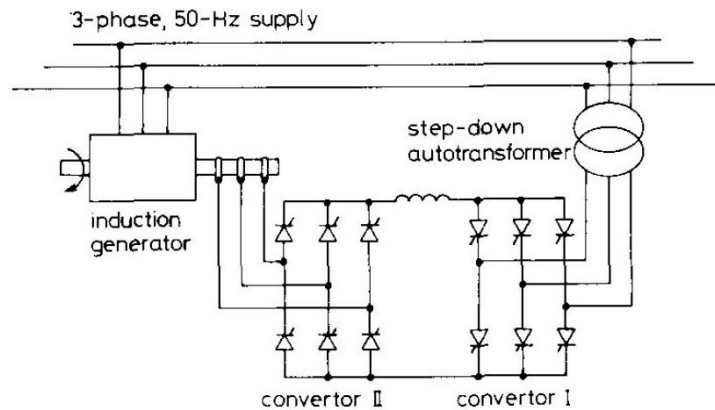 3-phase, 50-Hz supply
step-down
autotransformer
induction
generator
convertor II
convertor I